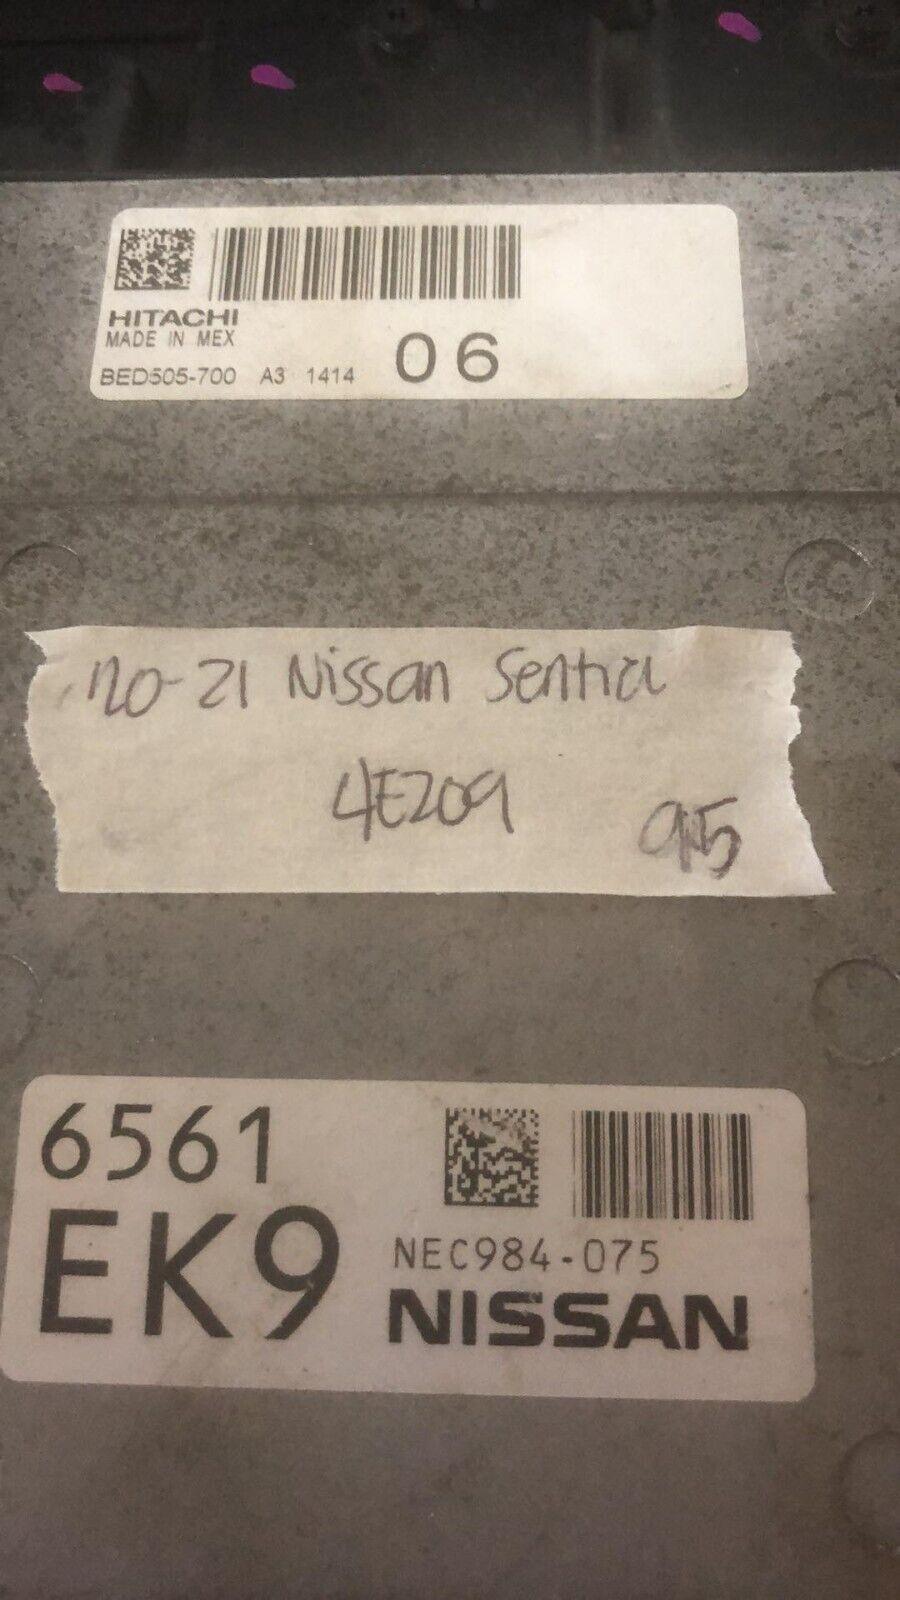 HITACHI
MADE IN MEX
BED505-700 A3 1414 06
20-21 Nissan Sentra
4E209
6561
EK9
NEC984-075
NISSAN